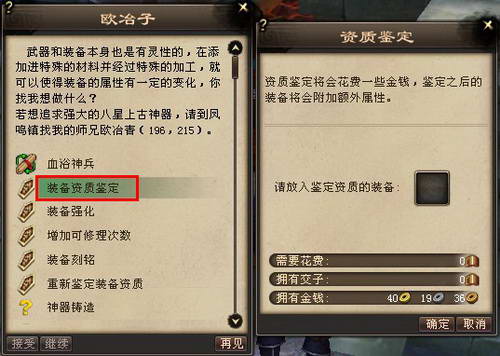 欧冶子
武器和装备本身也是有灵性的，在添
加进特殊的材料并经过特殊的加工，就
可以使得装备的属性有一定的变化，你
找我想做什么？
若想追求强大的八星上古神器，请到凤
鸣镇找我的师兄欧冶青（196，215）。
血浴神兵
装备资质鉴定
装备强化
增加可修理次数
装备刻铭
重新鉴定装备资质
神器铸造
接受 继续 再见
资质鉴定
资质鉴定将会花费一些金钱，鉴定之后的
装备将会附加额外属性。
请放入鉴定资质的装备：
需要花费： 0
拥有交子： 0
拥有金钱： 40 19 36
确定 取消